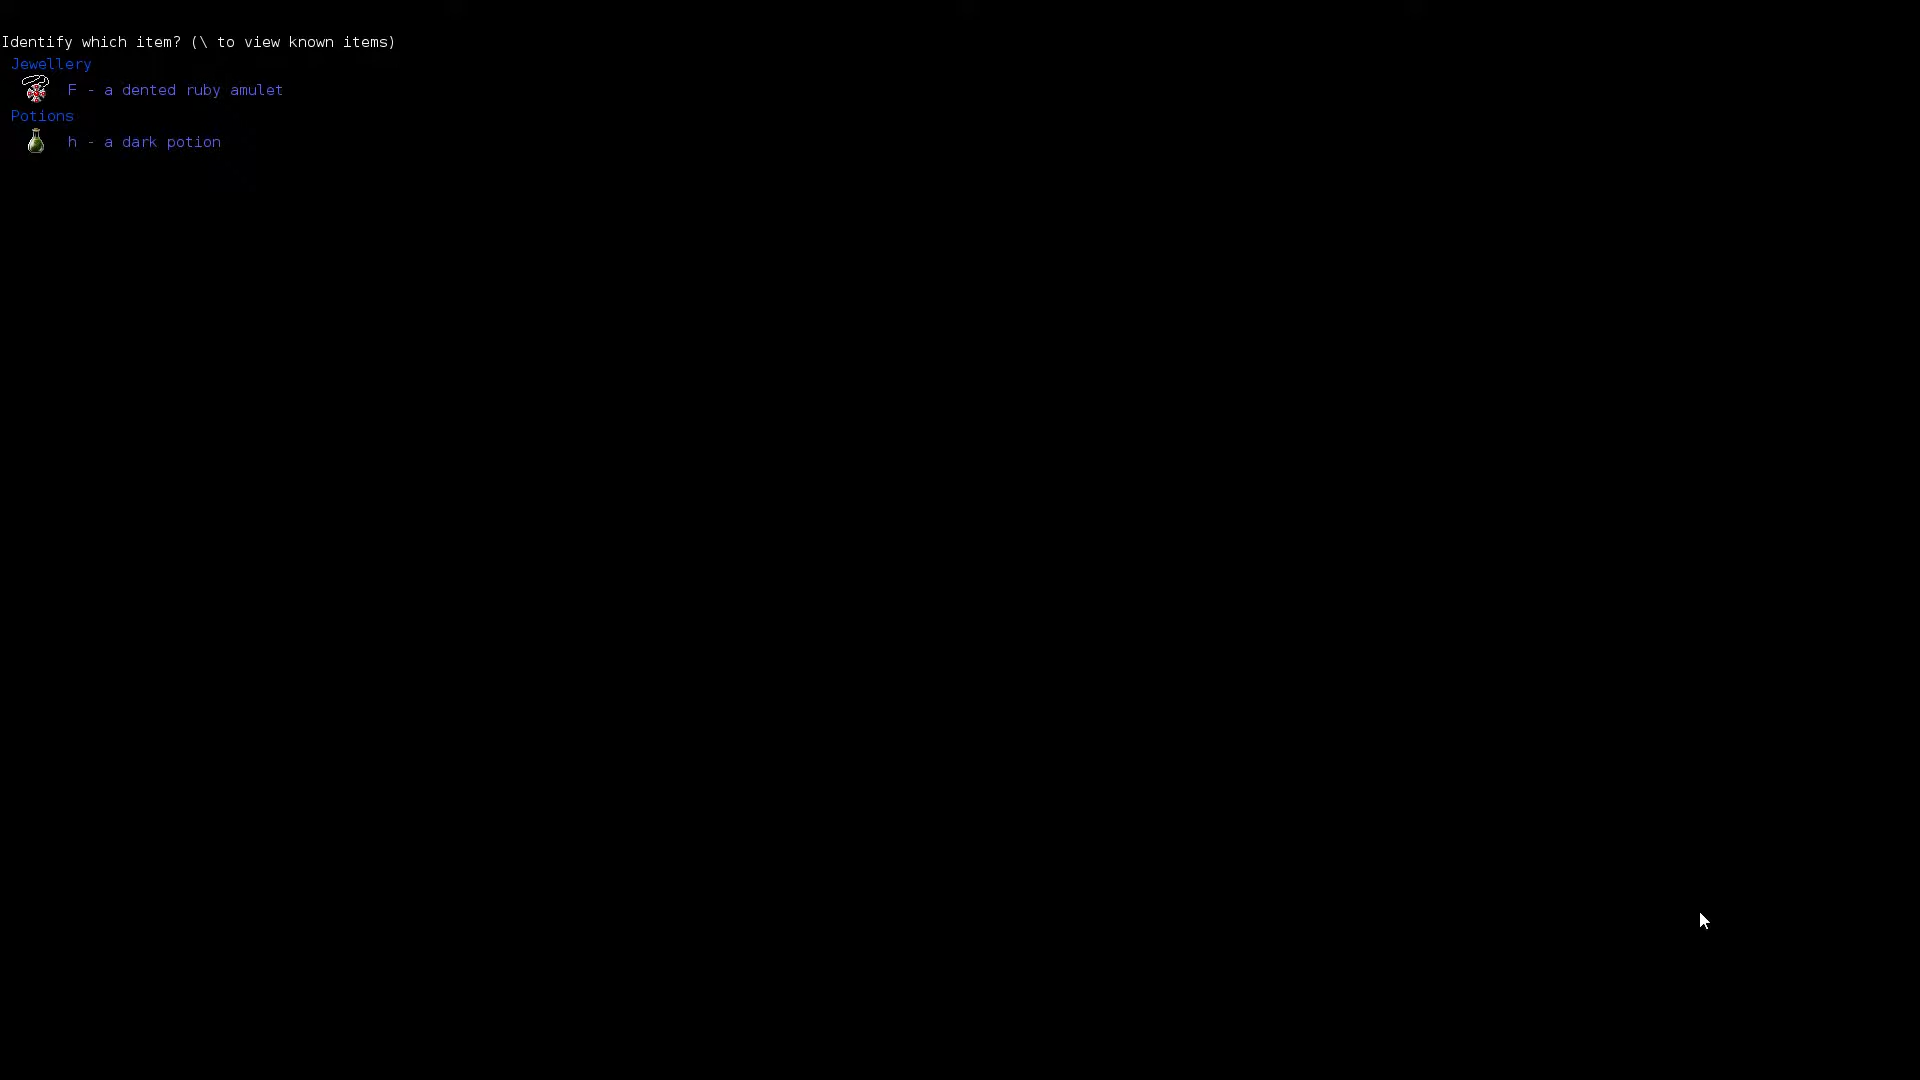 Identify which item? (\ to view known items)
Jewellery
F - a dented ruby amulet
Potions
h - a dark potion